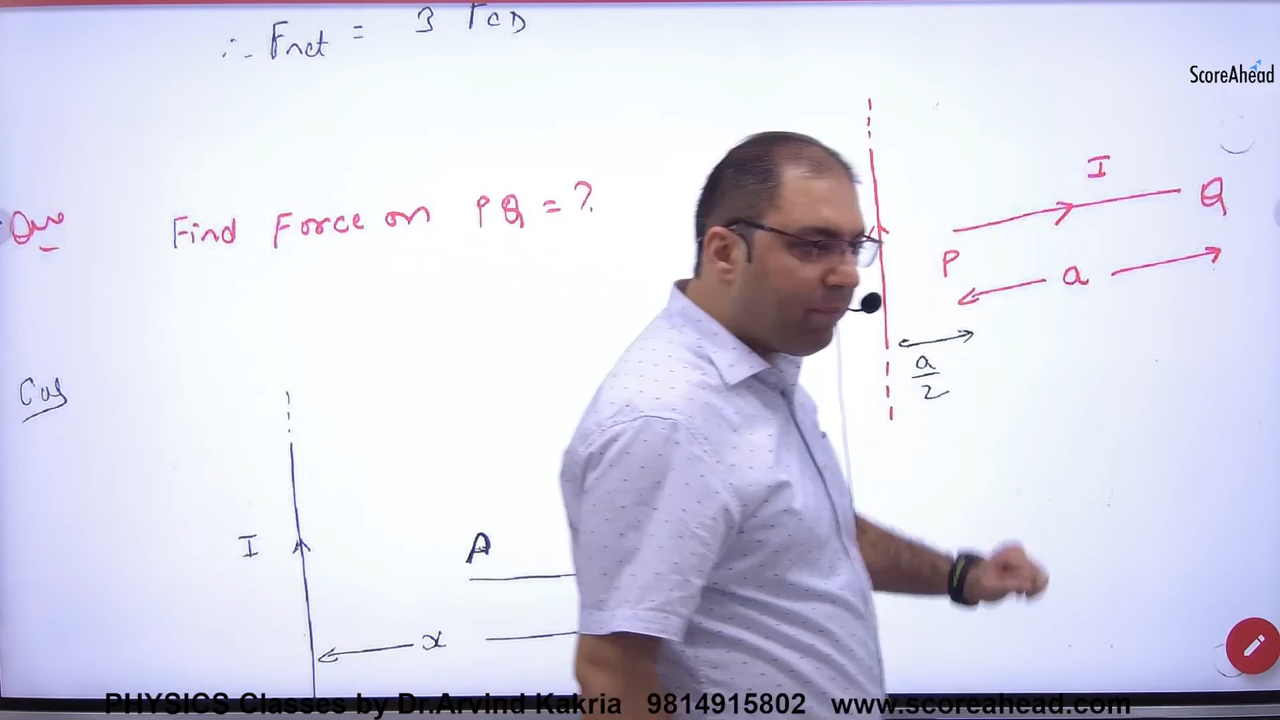 ∴ Fnet = 3 FCD
ScoreAhead
I
Que Find Force on PQ = ? Q
P
a
a/2
I
A
x
PHYSICS Classes by Dr.Arvind Kakria 9814915802 www.scoreahead.com